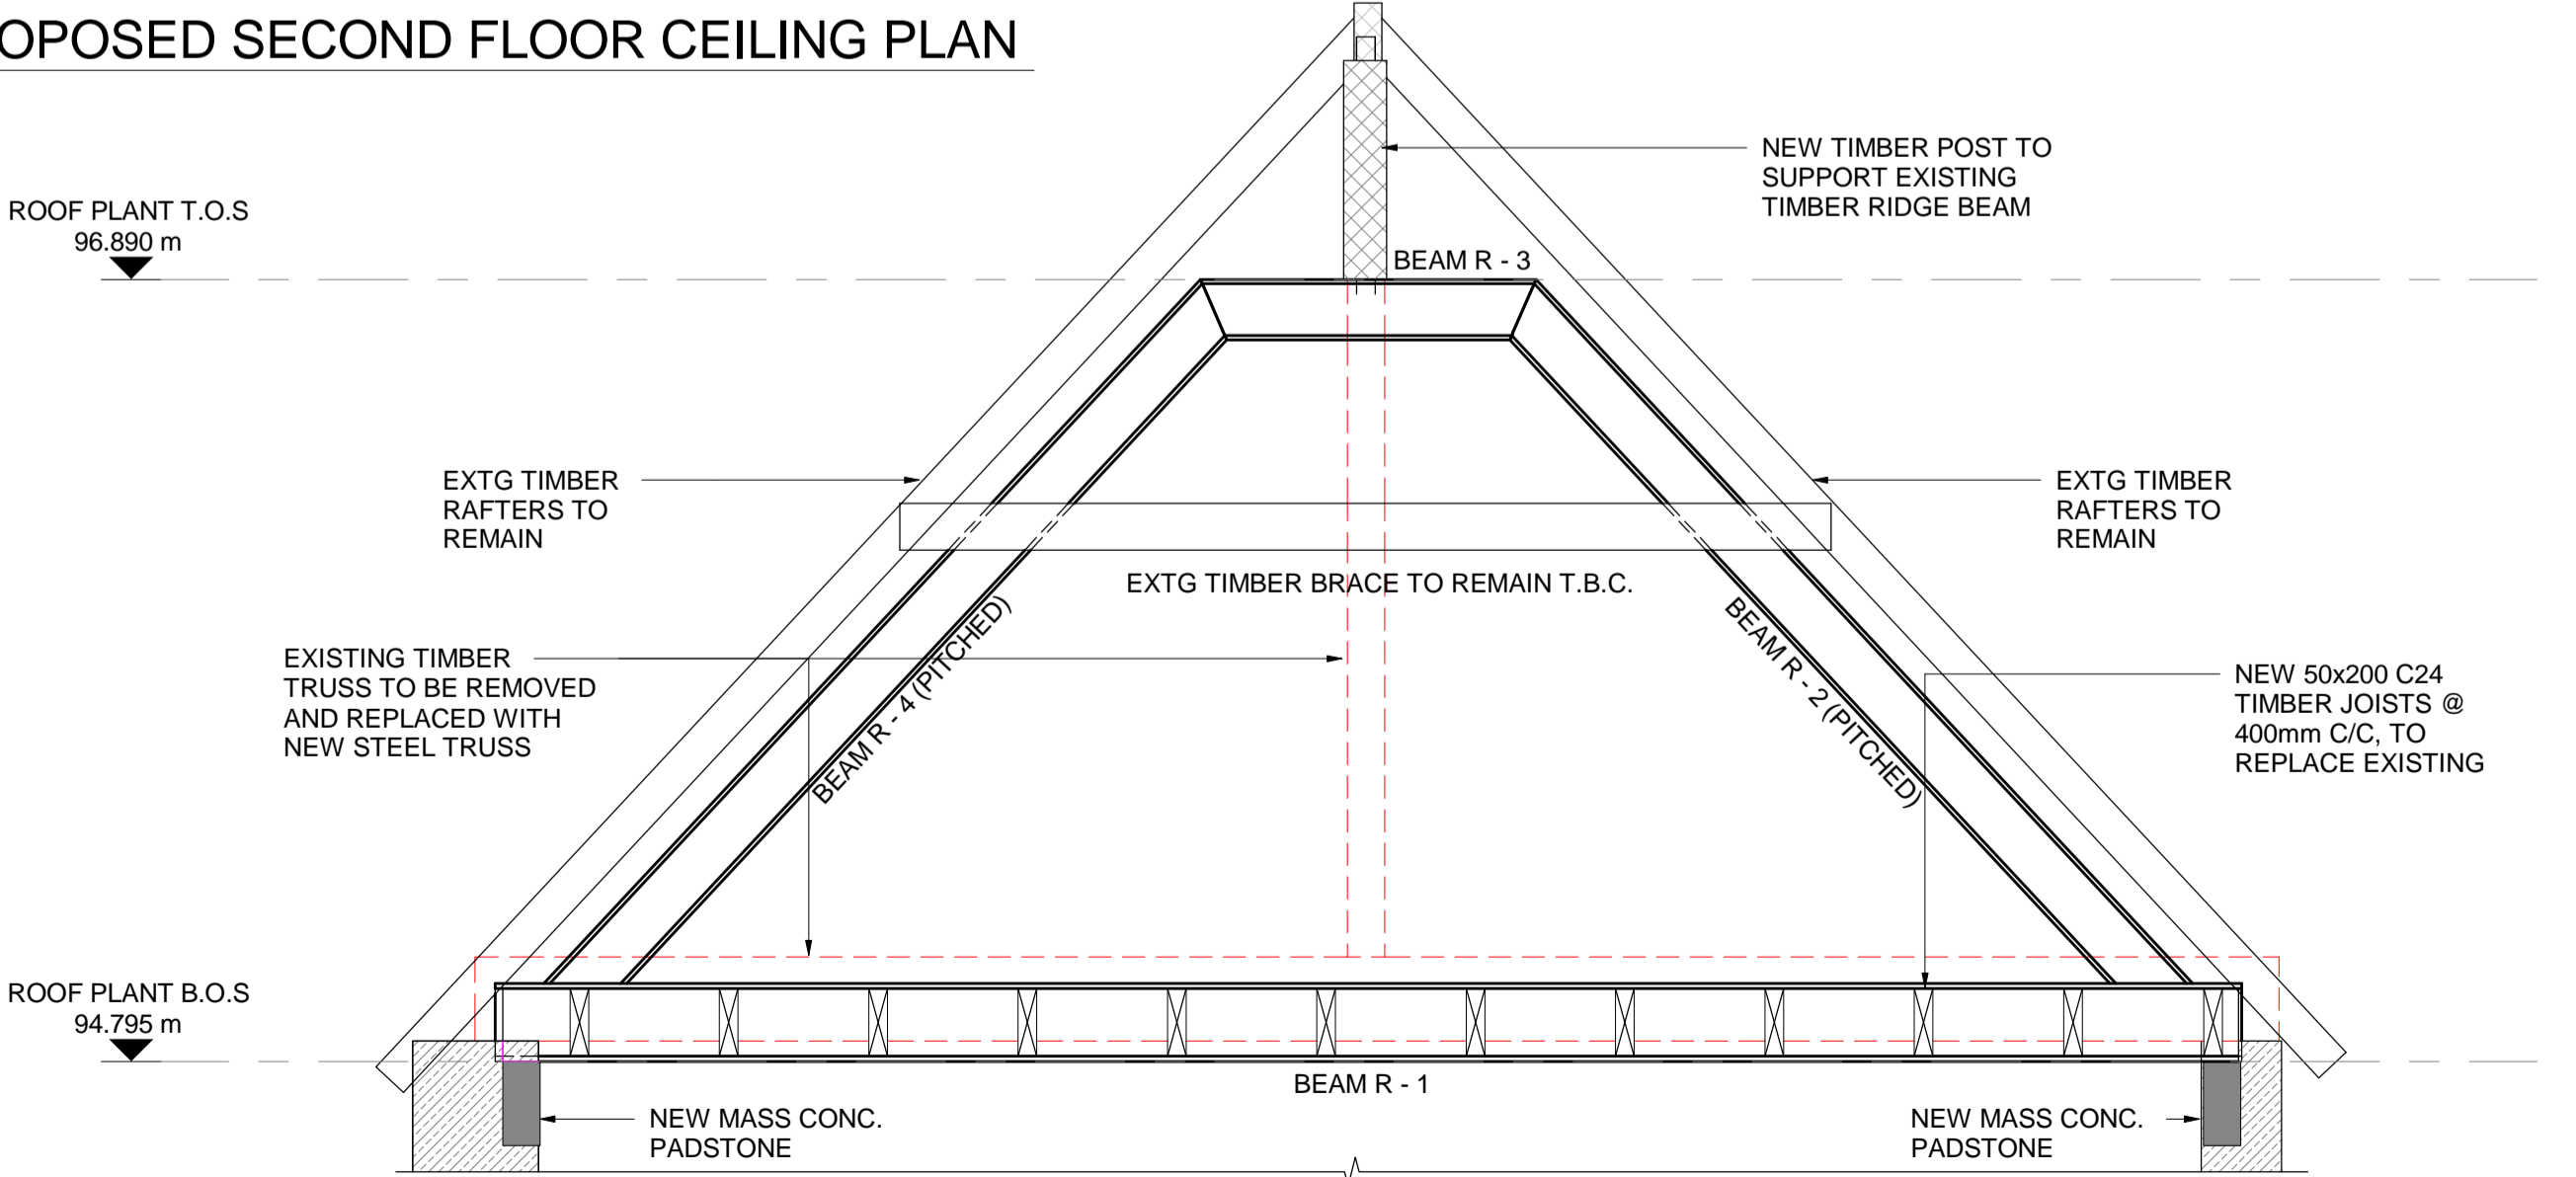 OPOSED SECOND FLOOR CEILING PLAN
NEW TIMBER POST TO
SUPPORT EXISTING
TIMBER RIDGE BEAM
ROOF PLANT T.O.S
96.890 m
BEAM R - 3
EXTG TIMBER
RAFTERS TO
REMAIN
EXTG TIMBER
RAFTERS TO
REMAIN
EXTG TIMBER BRACE TO REMAIN T.B.C.
EXISTING TIMBER
TRUSS TO BE REMOVED
AND REPLACED WITH
NEW STEEL TRUSS
BEAM R - 4 (PITCHED)
BEAM R - 2 (PITCHED)
NEW 50x200 C24
TIMBER JOISTS @
400mm C/C, TO
REPLACE EXISTING
ROOF PLANT B.O.S
94.795 m
BEAM R - 1
NEW MASS CONC.
PADSTONE
NEW MASS CONC.
PADSTONE